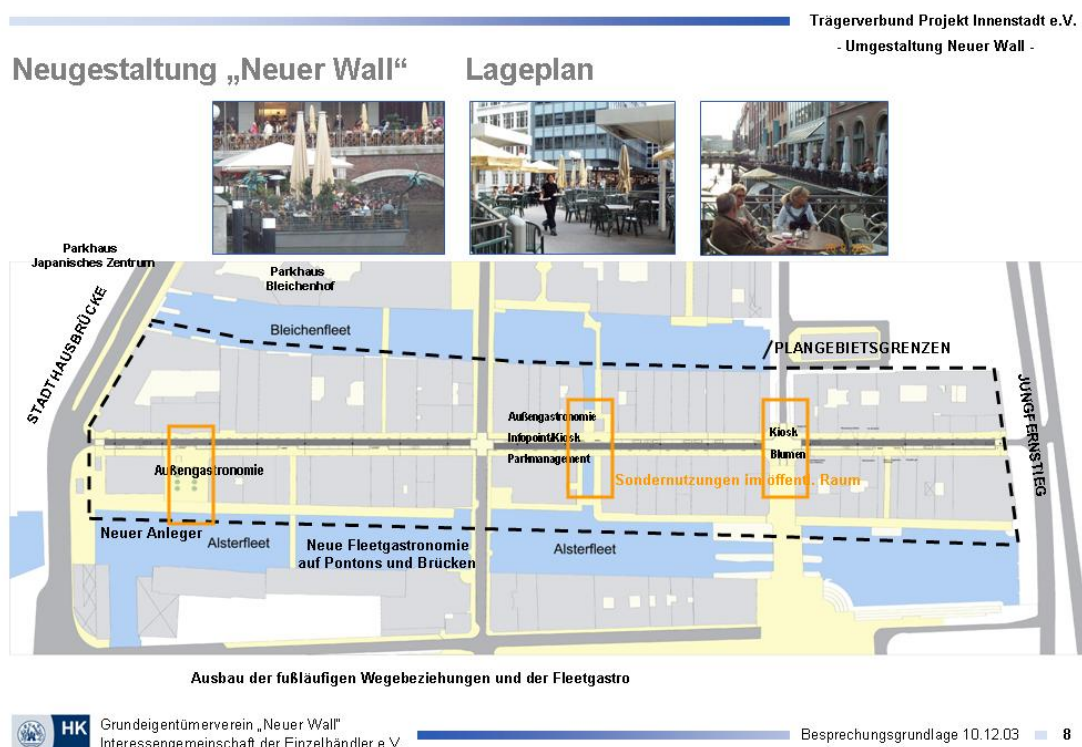 Trägerverbund Projekt Innenstadt e.V.
- Umgestaltung Neuer Wall -
Neugestaltung „Neuer Wall" Lageplan
Parkhaus
Japanisches Zentrum
Parkhaus
Bleichenhof
STADTHAUSBRÜCKE
Bleichenfleet
PLANGEBIETSGRENZEN
JUNGFERNSTIEG
Außengastronomie
Infopoint/Kiosk
Parkmanagement
Kiosk
Blumen
Außengastronomie
Sondernutzungen im öffentl. Raum
Neuer Anleger
Alsterfleet
Neue Fleetgastronomie
auf Pontons und Brücken
Alsterfleet
Ausbau der fußläufigen Wegebeziehungen und der Fleetgastro
HK
Grundeigentümerverein „Neuer Wall"
Interessengemeinschaft der Einzelhändler e.V.
Besprechungsgrundlage 10.12.03
8